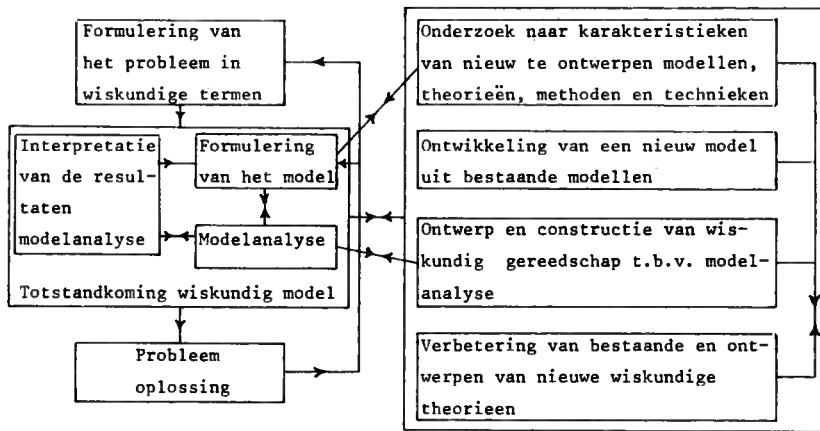 Formulering van
het probleem in
wiskundige termen
Interpretatie
van de resul-
taten
modelanalyse
Formulering
van het model
Modelanalyse
Totstandkoming wiskundig model
Probleem
oplossing
Onderzoek naar karakteristieken
van nieuw te ontwerpen modellen,
theorieën, methoden en technieken
Ontwikkeling van een nieuw model
uit bestaande modellen
Ontwerp en constructie van wis-
kundig gereedschap t.b.v. model-
analyse
Verbetering van bestaande en ont-
werpen van nieuwe wiskundige
theorieen